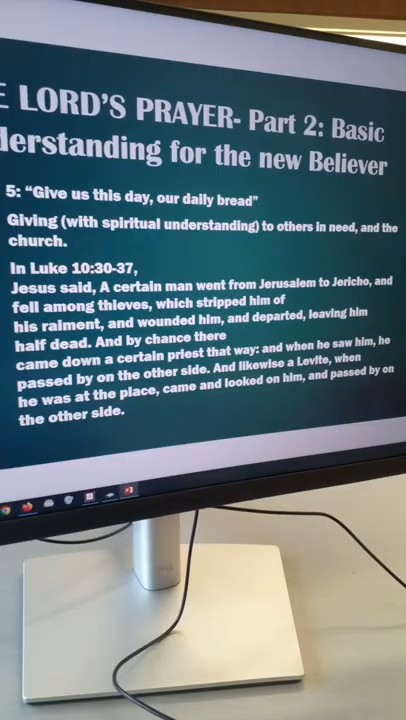 E LORD'S PRAYER- Part 2: Basic
derstanding for the new Believer
5: “Give us this day, our daily bread”
Giving (with spiritual understanding) to others in need, and the
church.
In Luke 10:30-37,
Jesus said, A certain man went from Jerusalem to Jericho, and
fell among thieves, which stripped him of
his raiment, and wounded him, and departed, leaving him
half dead. And by chance there
came down a certain priest that way: and when he saw him, he
passed by on the other side. And likewise a Levite, when
he was at the place, came and looked on him, and passed by on
the other side.